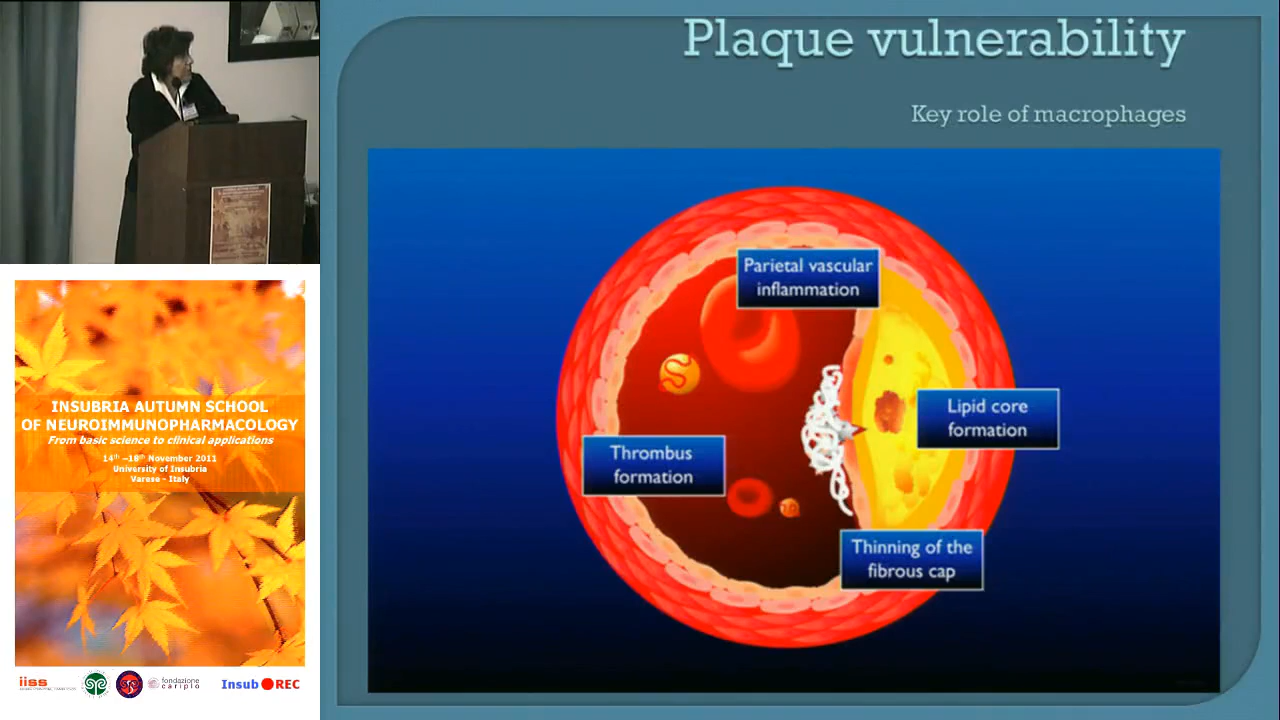 Plaque vulnerability
Key role of macrophages
Parietal vascular
inflammation
Lipid core
formation
Thrombus
formation
Thinning of the
fibrous cap
INSUBRIA AUTUMN SCHOOL
OF NEUROIMMUNOPHARMACOLOGY
From basic science to clinical applications
14th –18th November 2011
University of Insubria
Varese - Italy
iiss
fondazione
cariplo
Insub REC